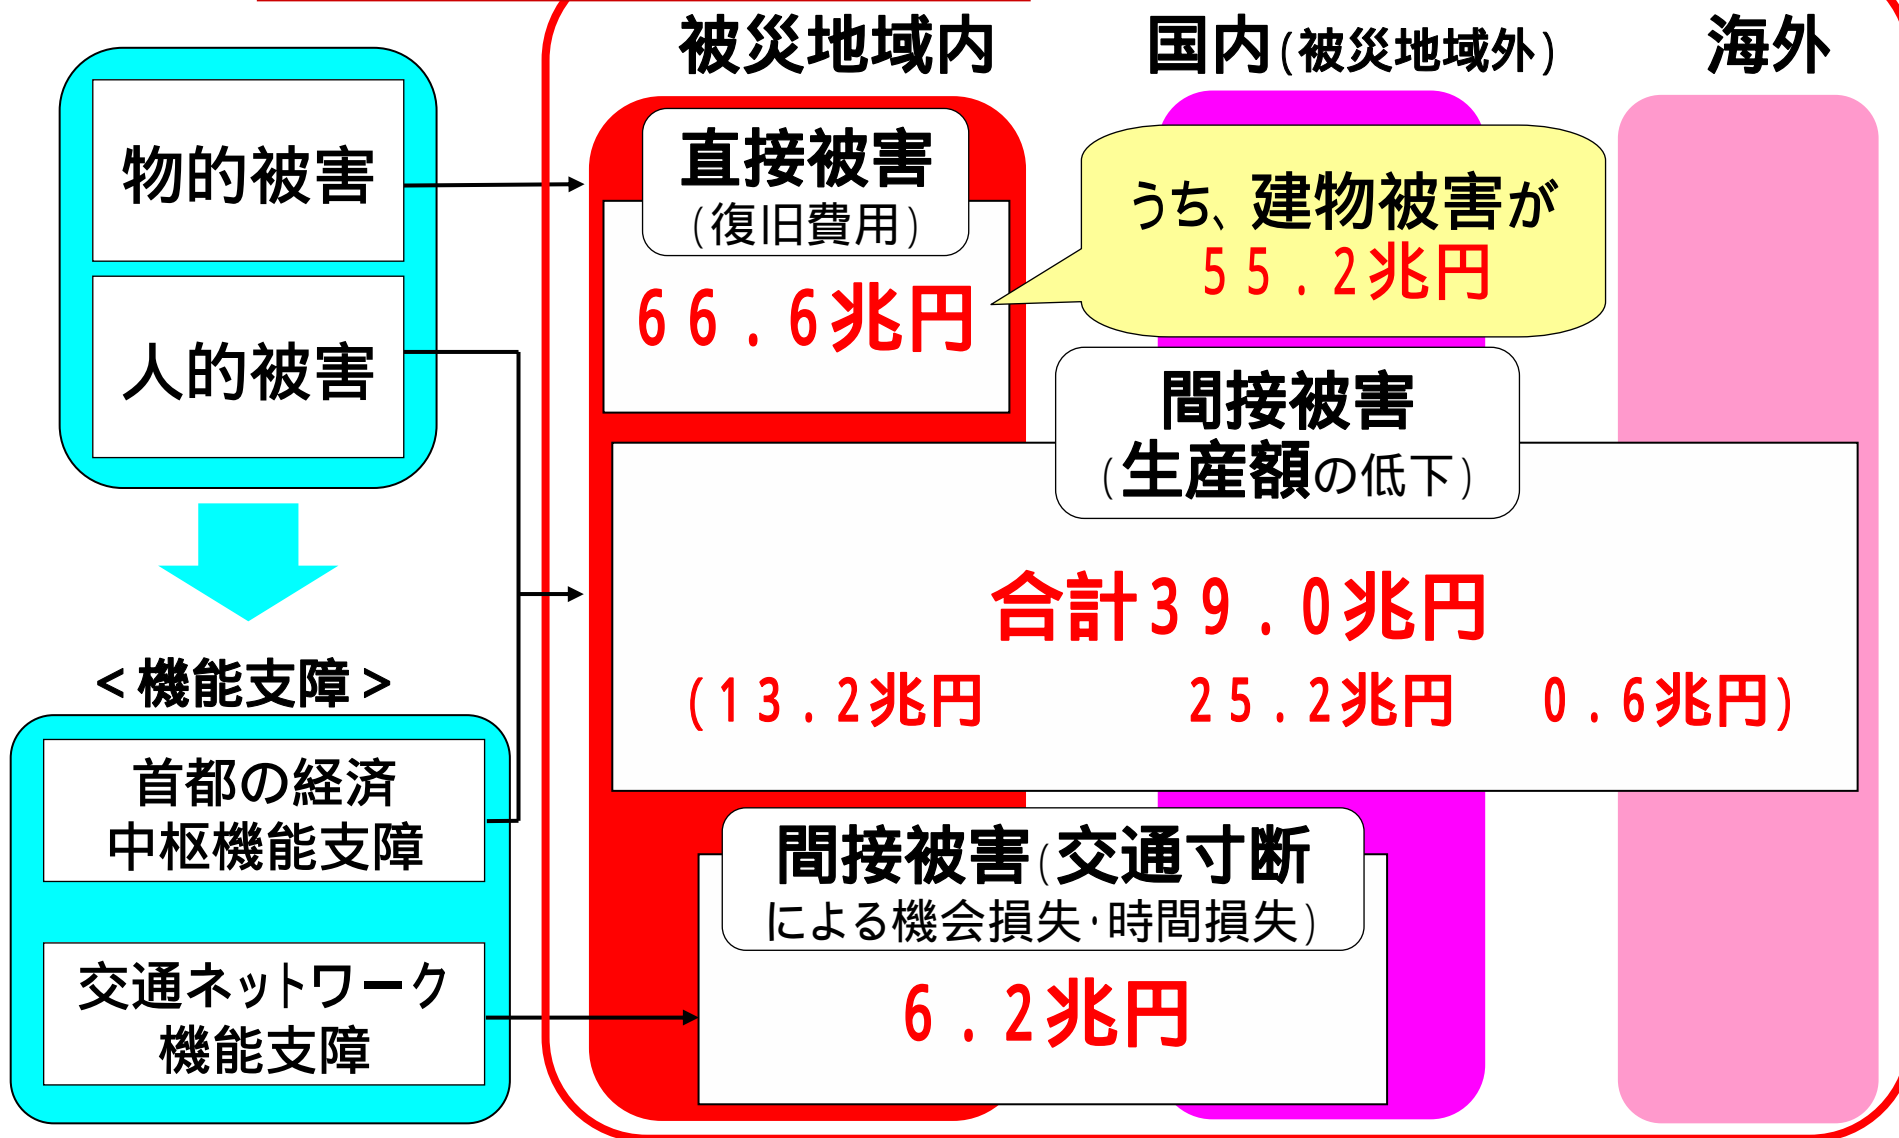 被災地域内
国内(被災地域外)
海外
物的被害
人的被害
<機能支障>
首都の経済
中枢機能支障
交通ネットワーク
機能支障
直接被害
(復旧費用)
66.6兆円
うち、建物被害が
55.2兆円
間接被害
(生産額の低下)
合計39.0兆円
(13.2兆円 25.2兆円 0.6兆円)
間接被害(交通寸断
による機会損失・時間損失)
6.2兆円